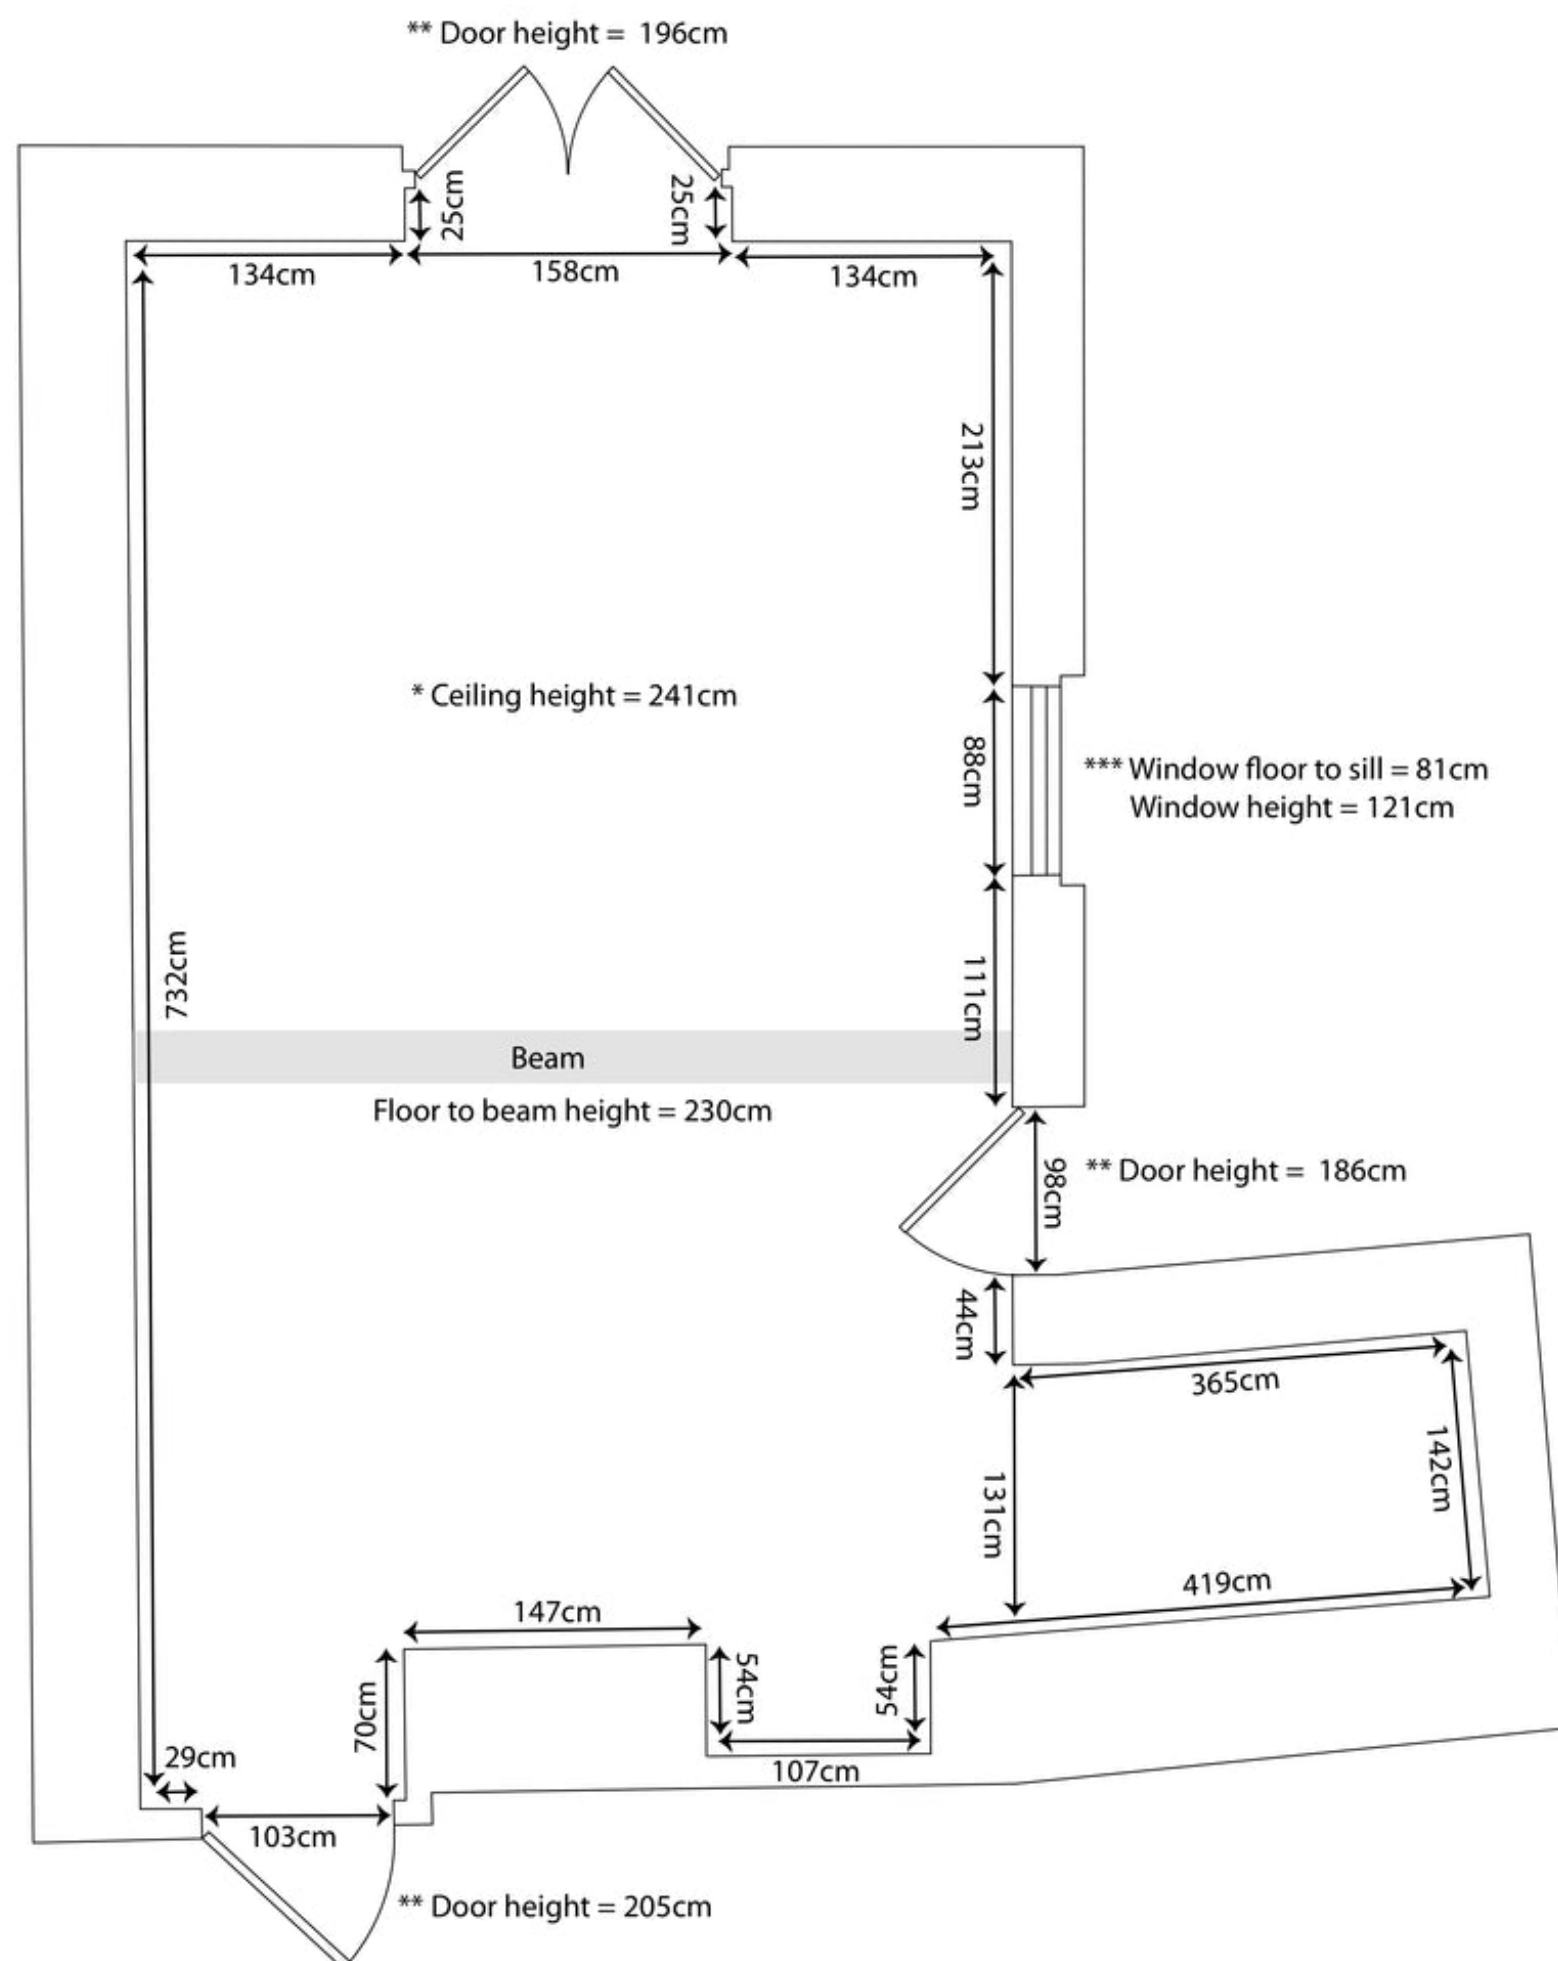 ** Door height =  196cm
25cm
25cm
134cm
158cm
134cm
213cm
* Ceiling height = 241cm
88cm
*** Window floor to sill = 81cm
Window height = 121cm
732cm
111cm
Beam
Floor to beam height = 230cm
98cm
** Door height =  186cm
44cm
365cm
142cm
131cm
419cm
147cm
54cm
54cm
70cm
29cm
107cm
103cm
** Door height = 205cm